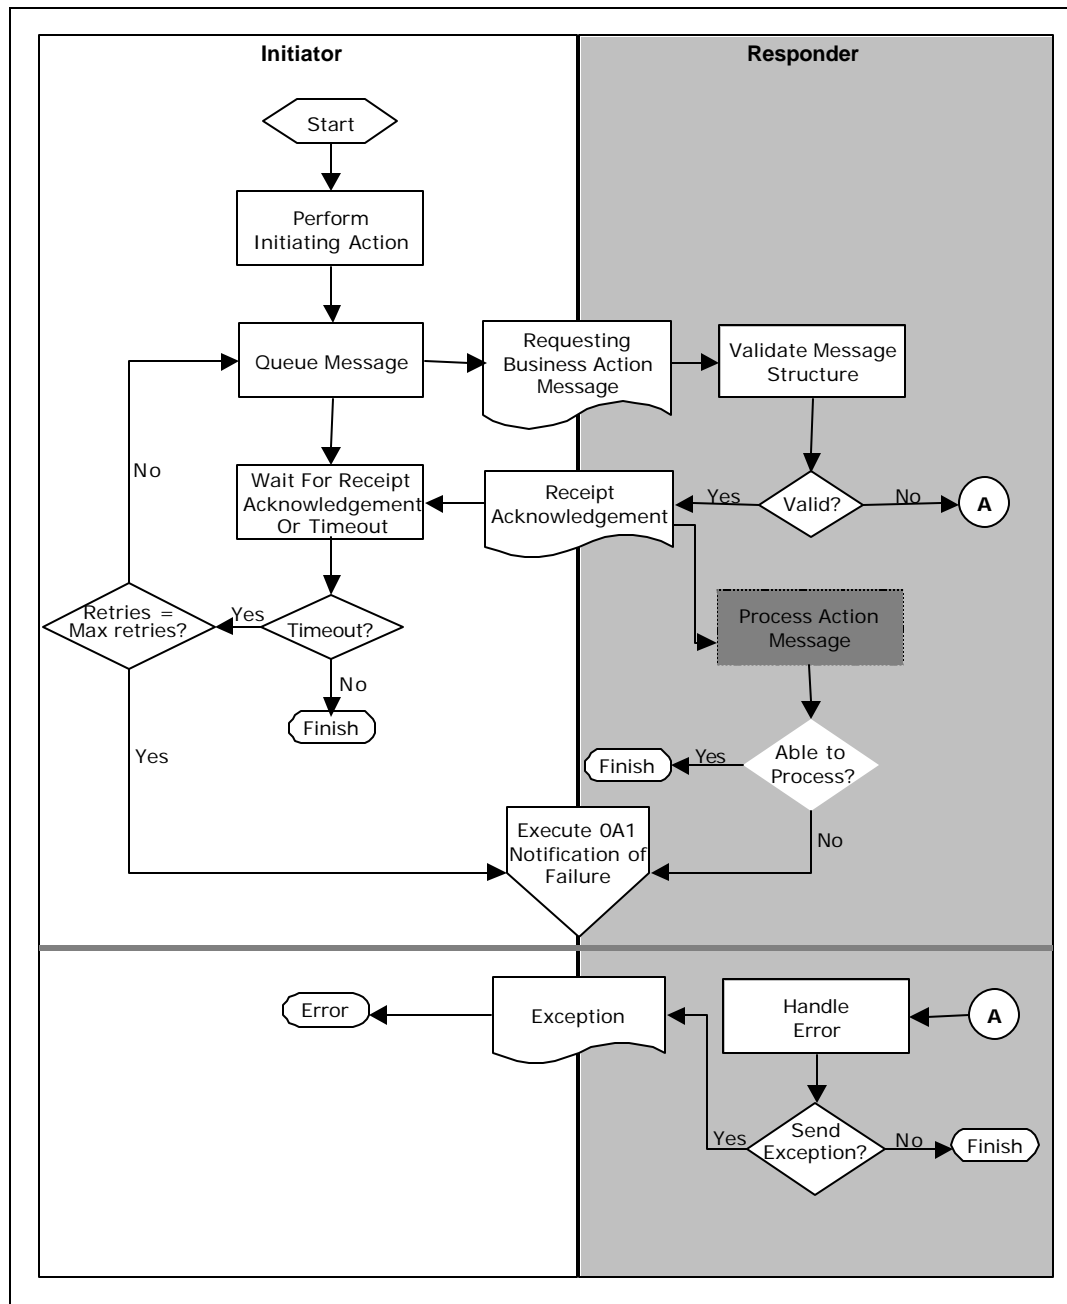 Initiator
Responder
Start
Perform
Initiating Action
Queue Message
Requesting
Business Action
Message
Validate Message
Structure
No
Wait For Receipt
Acknowledgement
Or Timeout
Receipt
Acknowledgement
Yes
Valid?
No
A
Retries =
Max retries?
Yes
Timeout?
Process Action
Message
No
Finish
Yes
Finish
Yes
Able to
Process?
Execute 0A1
Notification of
Failure
No
Error
Exception
Handle
Error
A
Yes
Send
Exception?
No
Finish